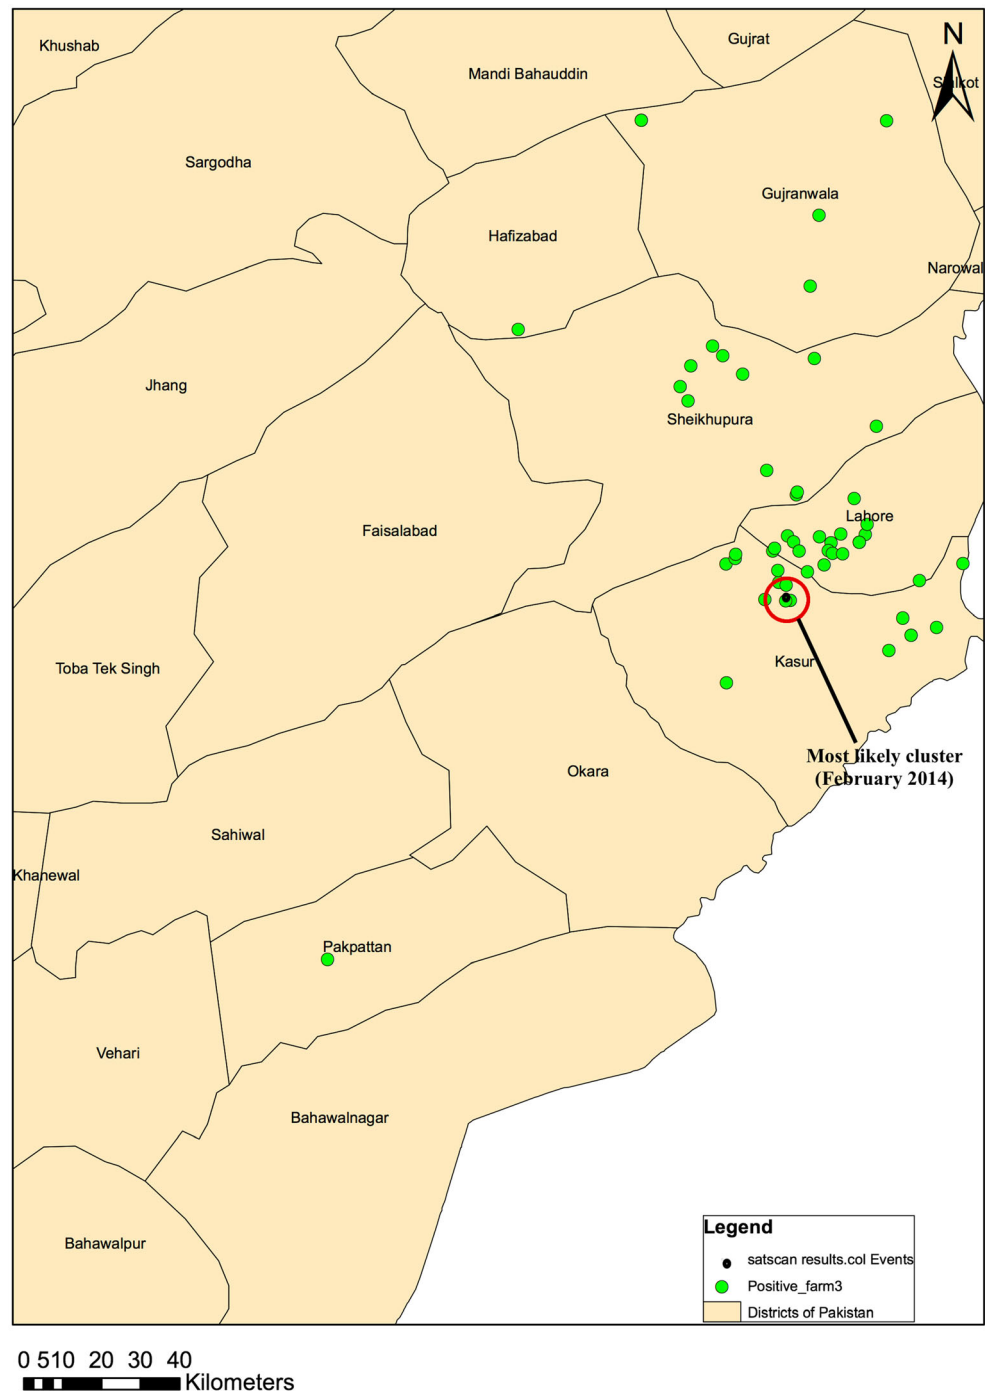 N
Khushab
Gujrat
Mandi Bahauddin
Sialkot
Sargodha
Gujranwala
Hafizabad
Narowal
Jhang
Sheikhupura
Lahore
Faisalabad
Toba Tek Singh
Kasur
Most likely cluster
(February 2014)
Okara
Sahiwal
Khanewal
Pakpattan
Vehari
Bahawalnagar
Bahawalpur
Legend
satscan results.col Events
Positive_farm3
Districts of Pakistan
0 510 20 30 40
Kilometers